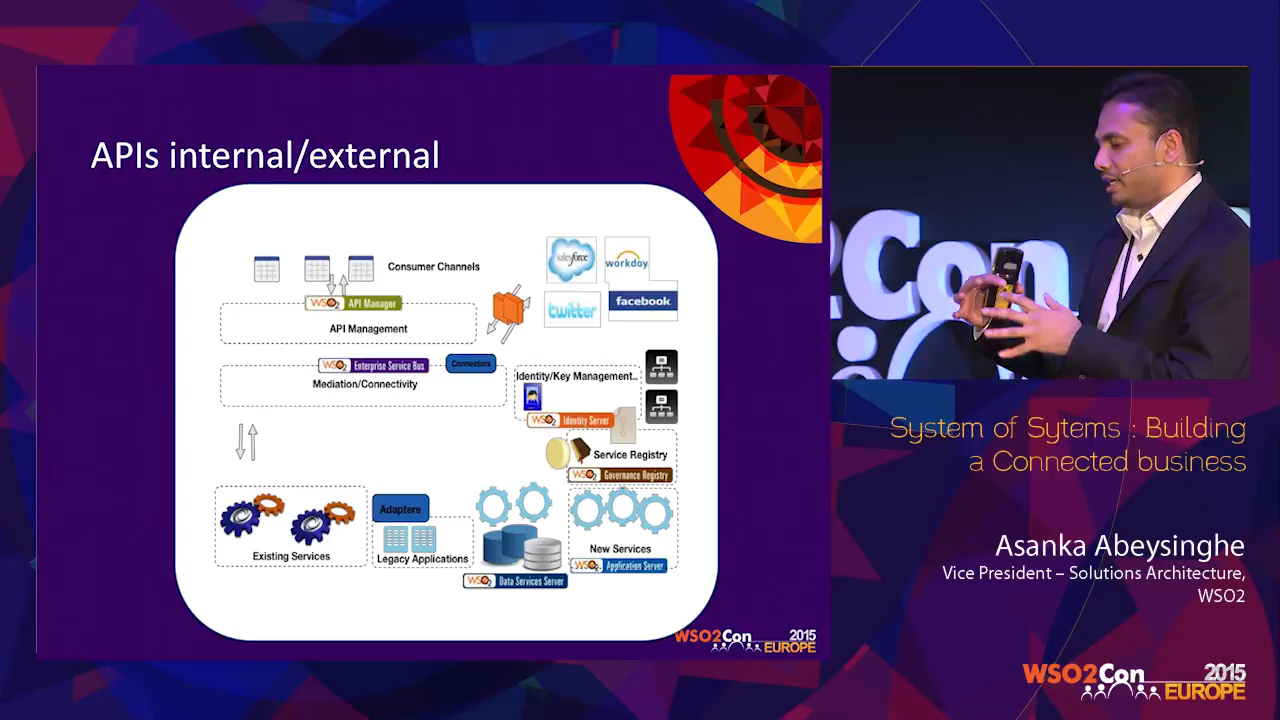 APIs internal/external
Consumer Channels
salesforce
workday
twitter
facebook
WSO2 API Manager
API Management
WSO2 Enterprise Service Bus
Connectors
Mediation/Connectivity
Identity/Key Management..
WSO2 Identity Server
Service Registry
WSO2 Governance Registry
Adapters
Existing Services
Legacy Applications
New Services
WSO2 Application Server
WSO2 Data Services Server
WSO2Con 2015
EUROPE
2Con
System of Sytems : Building
a Connected business
Asanka Abeysinghe
Vice President – Solutions Architecture,
WSO2
WSO2Con 2015
EUROPE